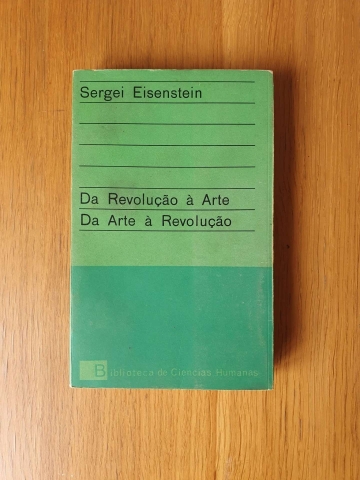 Sergei Eisenstein
Da Revolução à Arte
Da Arte à Revolução
Biblioteca de Ciências Humanas